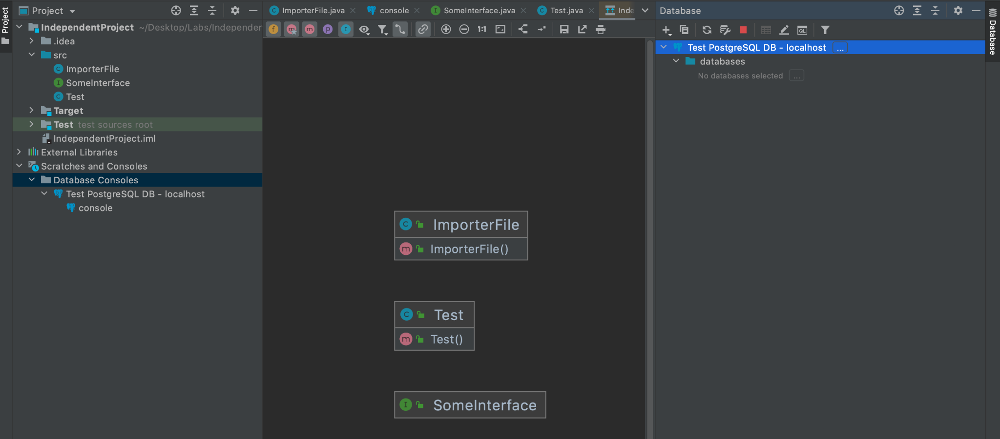 Project
Project
IndependentProject ~/Desktop/Labs/Independen
.idea
src
ImporterFile
SomeInterface
Test
Target
Test test sources root
IndependentProject.iml
External Libraries
Scratches and Consoles
Database Consoles
Test PostgreSQL DB - localhost
console
ImporterFile.java
console
SomeInterface.java
Test.java
Inde
f m m p I 1:1
C ImporterFile
m ImporterFile()
C Test
m Test()
I SomeInterface
Database
QL
Test PostgreSQL DB - localhost ...
databases
No databases selected ...
Database